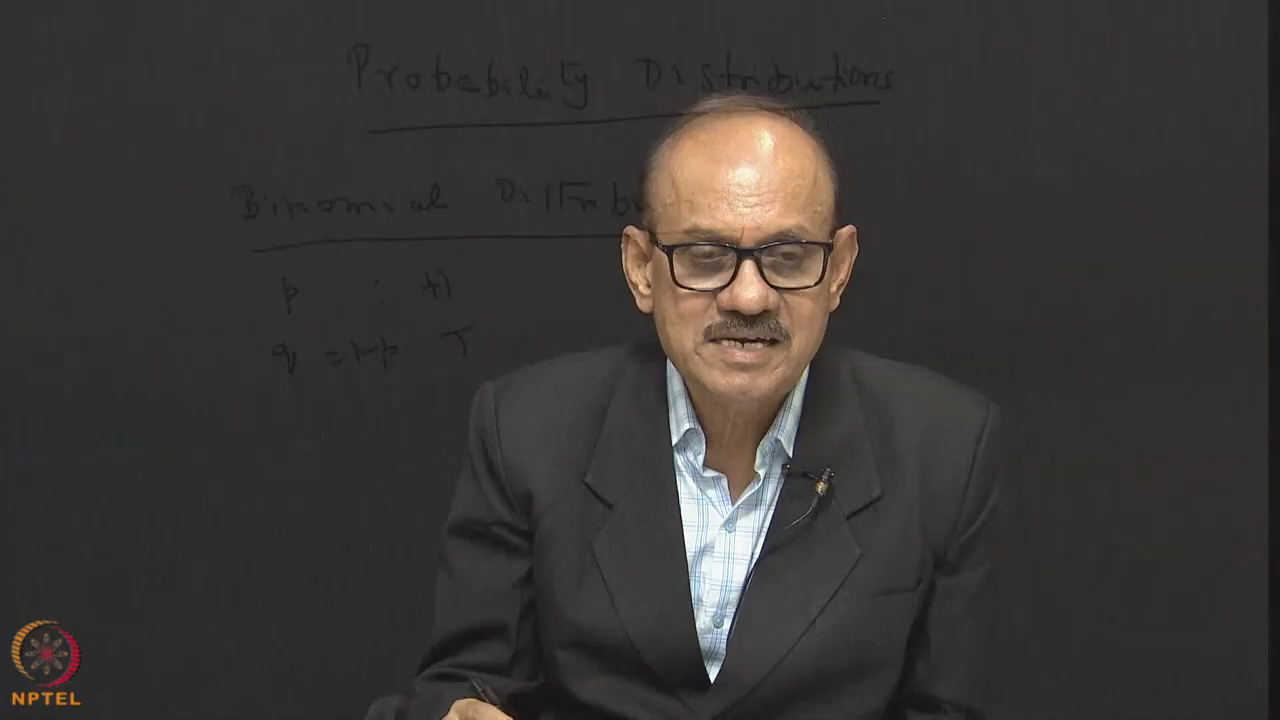 Probability Distributions
Binomial Distrib
p : H
q = 1-p T
NPTEL